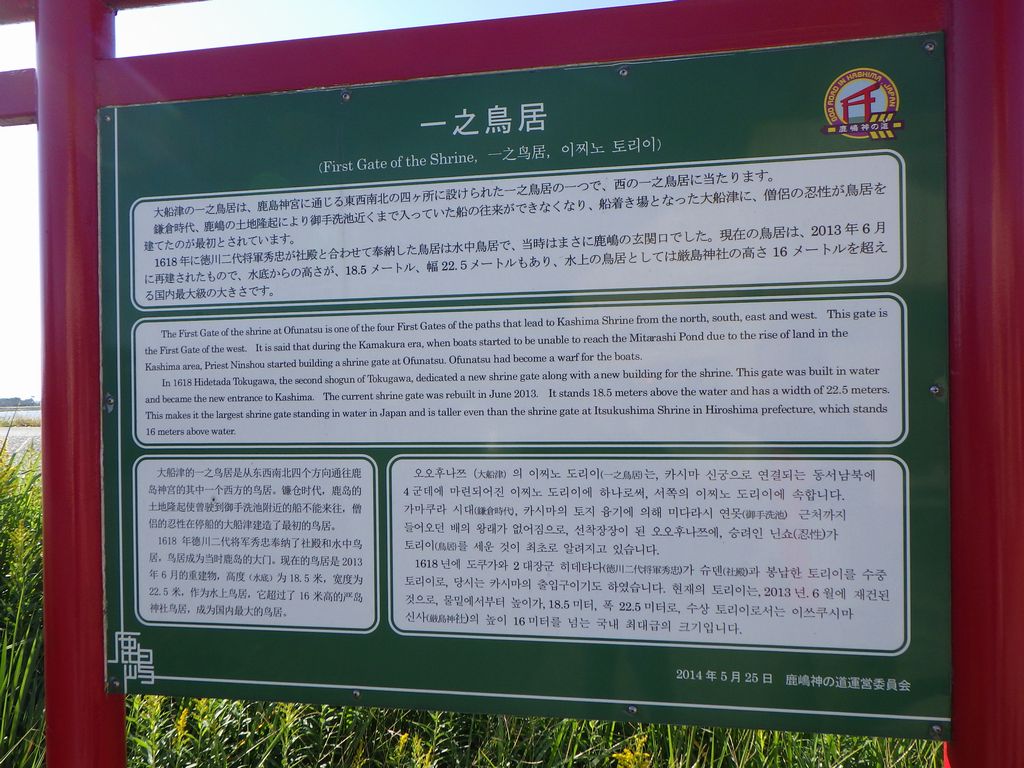 一之鳥居
(First Gate of the Shrine, 一之鸟居, 이찌노 토리이)
GOD ROAD IN KASHIMA JAPAN
鹿嶋神の道
大船津の一之鳥居は、鹿島神宮に通じる東西南北の四ヶ所に設けられた一之鳥居の一つで、西の一之鳥居に当たります。
鎌倉時代、鹿嶋の土地隆起により御手洗池近くまで入っていた船の往来ができなくなり、船着き場となった大船津に、僧侶の忍性が鳥居を
建てたのが最初とされています。
1618年に徳川二代将軍秀忠が社殿と合わせて奉納した鳥居は水中鳥居で、当時はまさに鹿嶋の玄関口でした。現在の鳥居は、2013年6月
に再建されたもので、水底からの高さが、18.5メートル、幅22.5メートルもあり、水上の鳥居としては厳島神社の高さ16メートルを超え
る国内最大級の大きさです。
The First Gate of the shrine at Ofunatsu is one of the four First Gates of the paths that lead to Kashima Shrine from the north, south, east and west. This gate is
the First Gate of the west. It is said that during the Kamakura era, when boats started to be unable to reach the Mitarashi Pond due to the rise of land in the
Kashima area, Priest Ninshou started building a shrine gate at Ofunatsu. Ofunatsu had become a warf for the boats.
In 1618 Hidetada Tokugawa, the second shogun of Tokugawa, dedicated a new shrine gate along with a new building for the shrine. This gate was built in water
and became the new entrance to Kashima. The current shrine gate was rebuilt in June 2013. It stands 18.5 meters above the water and has a width of 22.5 meters.
This makes it the largest shrine gate standing in water in Japan and is taller even than the shrine gate at Itsukushima Shrine in Hiroshima prefecture, which stands
16 meters above water.
大船津的一之鸟居是从东西南北四个方向通往鹿
岛神宫的其中一个西方的鸟居。镰仓时代，鹿岛的
土地隆起使曾驶到御手洗池附近的船不能来往，僧
侣的忍性在停船的大船津建造了最初的鸟居。
1618年德川二代将军秀忠奉纳了社殿和水中鸟
居。鸟居成为当时鹿岛的大门。现在的鸟居是2013
年6月的重建物，高度（水底）为18.5米，宽度为
22.5米，作为水上鸟居，它超过了16米高的严岛
神社鸟居，成为国内最大的鸟居。
오오후나쯔（大船津）의 이찌노 도리이(一之鳥居)는, 카시마 신궁으로 연결되는 동서남북에
4군데에 마련되어진 이찌노 도리이에 하나로써, 서쪽의 이찌노 도리이에 속합니다.
가마쿠라 시대(鎌倉時代), 카시마의 토지 융기에 의해 미다라시 연못(御手洗池) 근처까지
들어오던 배의 왕래가 없어짐으로, 선착장장이 된 오오후나쯔에, 승려인 닌쇼(忍性)가
토리이(鳥居)를 세운 것이 최초로 알려지고 있습니다.
1618년에 도쿠가와 2대장군 히데타다(徳川二代将軍秀忠)가 슈덴(社殿)과 봉납한 토리이를 수중
토리이로, 당시는 카시마의 출입구이기도 하였습니다. 현재의 토리이는, 2013년. 6월에 재건된
것으로, 물밑에서부터 높이가, 18.5미터, 폭 22.5미터로, 수상 토리이로서는 이쯔쿠시마
신사(厳島神社)의 높이 16미터를 넘는 국내 최대급의 크기입니다.
鹿嶋
2014年5月25日 鹿嶋神の道運営委員会